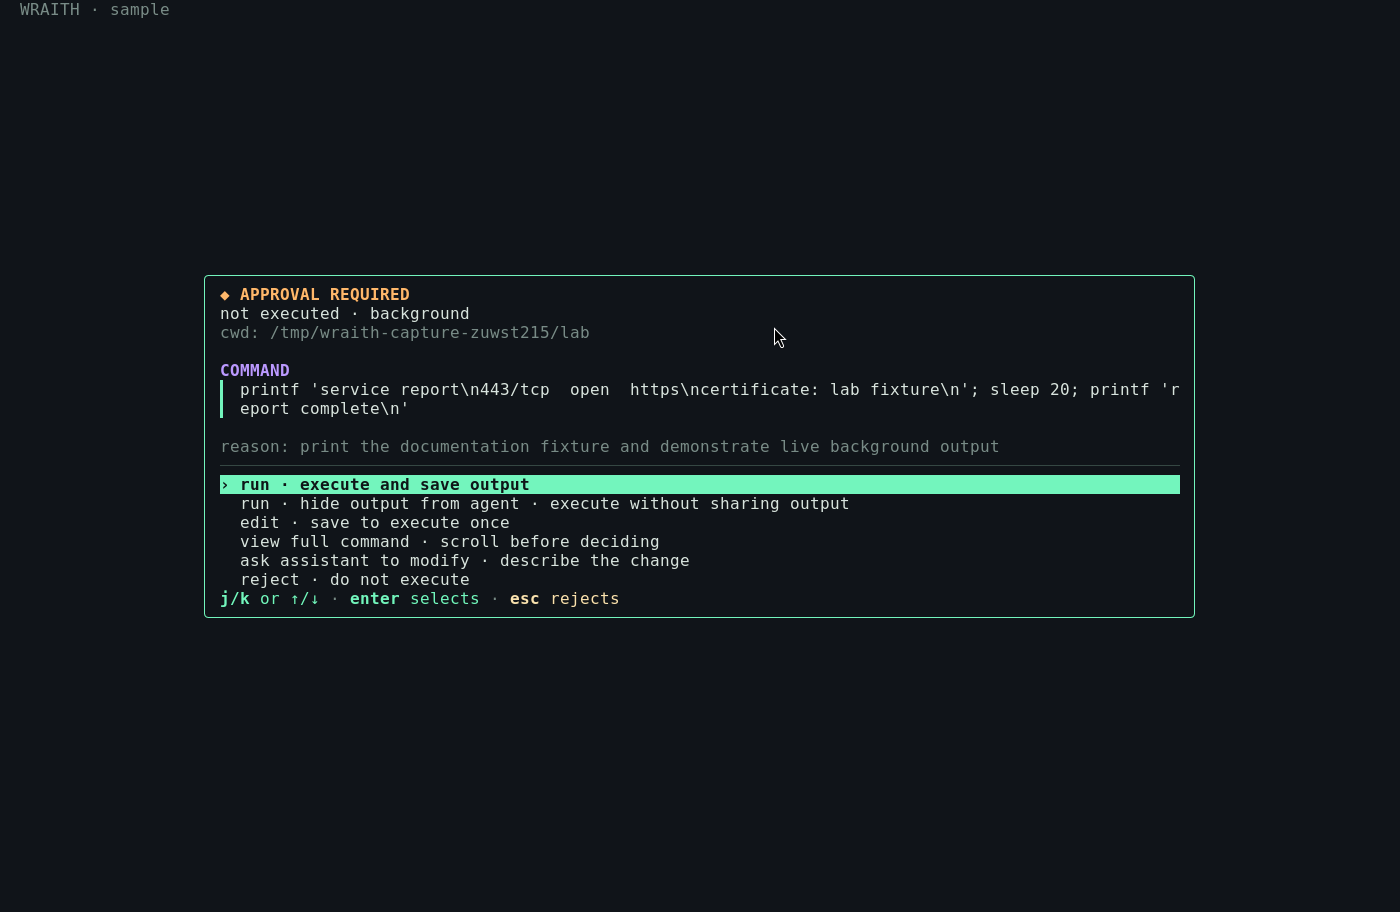 WRAITH · sample
◆ APPROVAL REQUIRED
not executed · background
cwd: /tmp/wraith-capture-zuwst215/lab
COMMAND
printf 'service report\n443/tcp  open  https\ncertificate: lab fixture\n'; sleep 20; printf 'r
eport complete\n'
reason: print the documentation fixture and demonstrate live background output
› run · execute and save output
run · hide output from agent · execute without sharing output
edit · save to execute once
view full command · scroll before deciding
ask assistant to modify · describe the change
reject · do not execute
j/k or ↑/↓ · enter selects · esc rejects